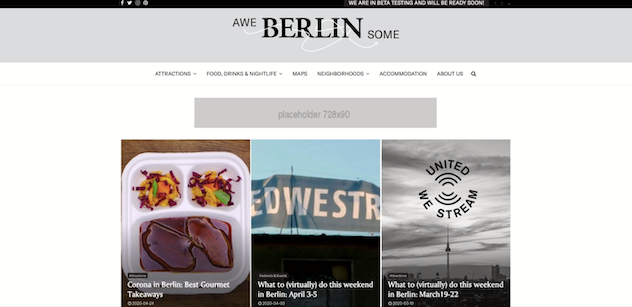 WE ARE IN BETA TESTING AND WILL BE READY SOON!
AWE BERLIN SOME
ATTRACTIONS FOOD, DRINKS & NIGHTLIFE MAPS NEIGHBORHOODS ACCOMMODATION ABOUT US
placeholder 728x90
EDWESTR
UNITED
WE STREAM
Attractions
Corona in Berlin: Best Gourmet
Takeaways
2020-04-24
Festivals & Events
What to (virtually) do this weekend
in Berlin: April 3-5
2020-04-03
Attractions
What to (virtually) do this weekend
in Berlin: March19-22
2020-03-19